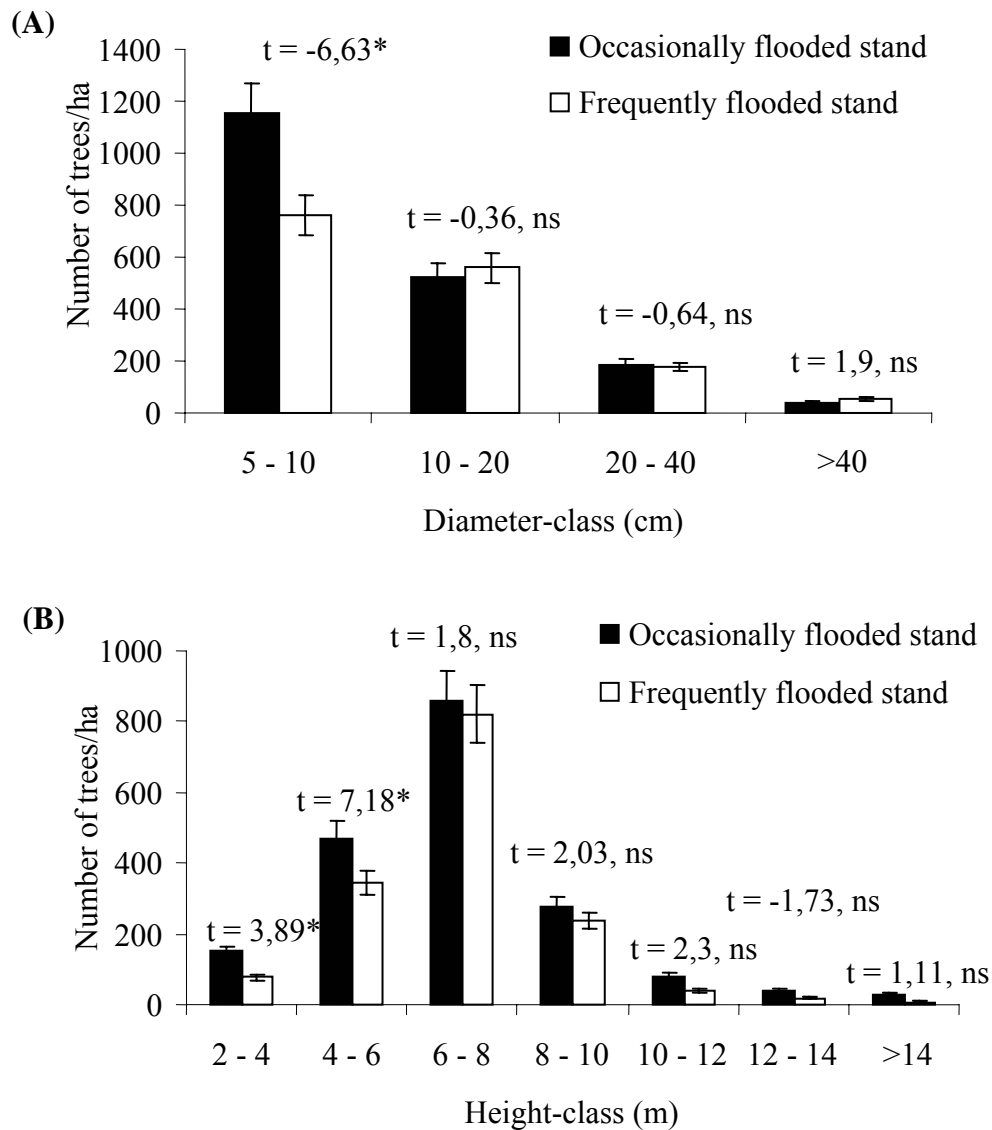 (A)
1400
1200
1000
800
600
400
200
0
Number of trees/ha
t = -6,63*
Occasionally flooded stand
Frequently flooded stand
t = -0,36, ns
t = -0,64, ns
t = 1,9, ns
5 - 10
10 - 20
20 - 40
>40
Diameter-class (cm)
(B)
1000
800
600
400
200
0
Number of trees/ha
t = 1,8, ns
Occasionally flooded stand
Frequently flooded stand
t = 7,18*
t = 3,89*
t = 2,03, ns
t = -1,73, ns
t = 2,3, ns
t = 1,11, ns
2 - 4
4 - 6
6 - 8
8 - 10
10 - 12
12 - 14
>14
Height-class (m)